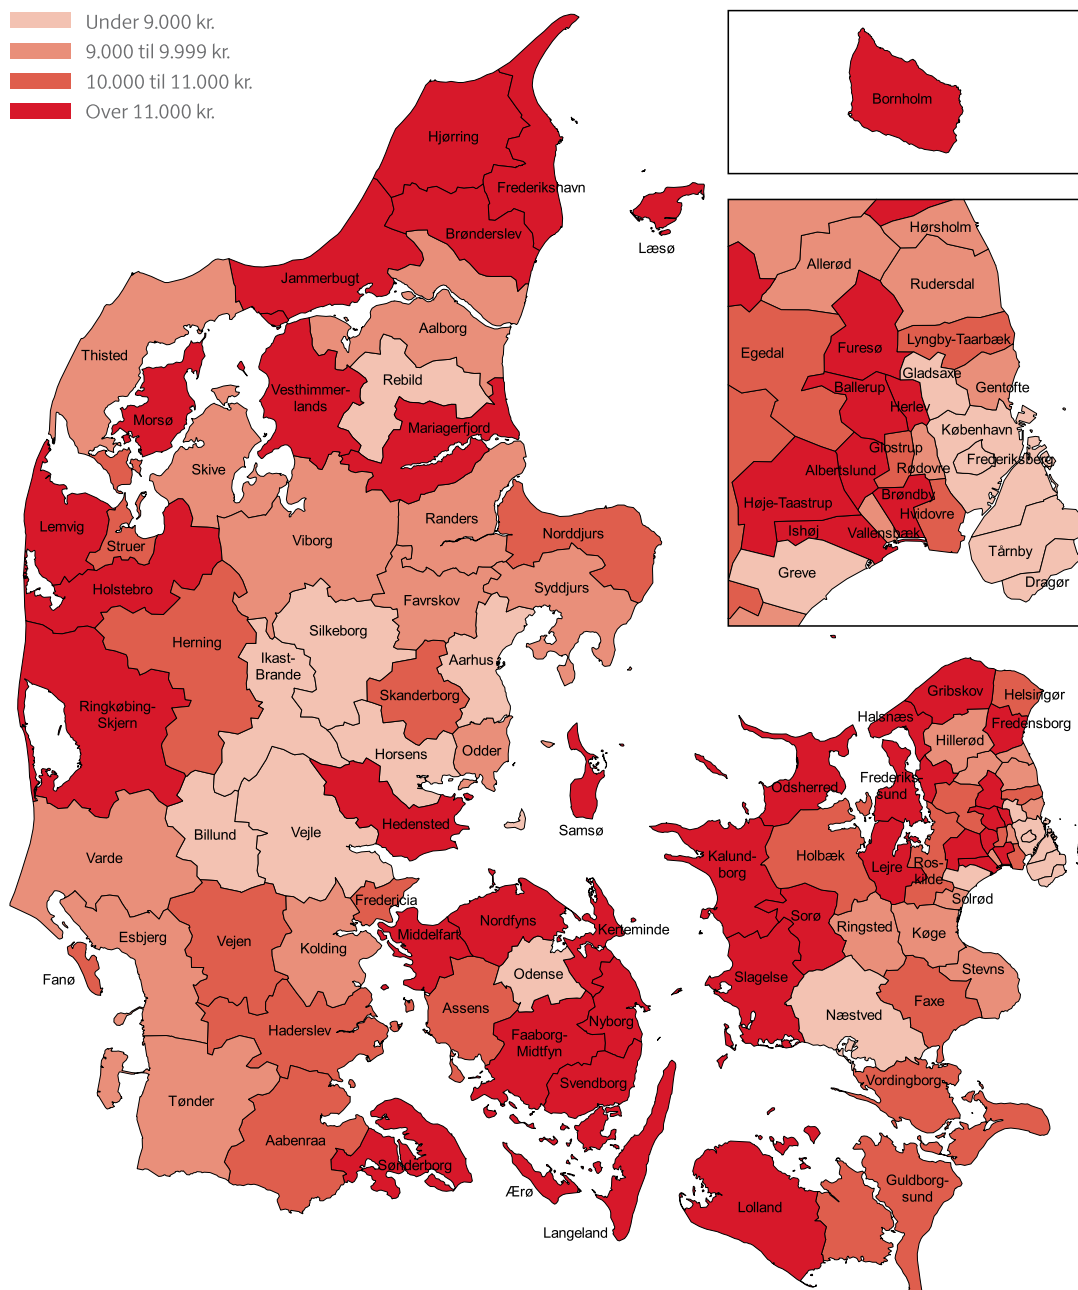 Under 9.000 kr.
9.000 til 9.999 kr.
10.000 til 11.000 kr.
Over 11.000 kr.
Bornholm
Hjørring
Frederikshavn
Brønderslev
Læsø
Jammerbugt
Aalborg
Thisted
Rebild
Vesthimmer-
lands
Morsø
Mariagerfjord
Skive
Randers
Lemvig
Struer
Viborg
Norddjurs
Holstebro
Favrskov
Syddjurs
Silkeborg
Herning
Ikast-
Brande
Aarhus
Skanderborg
Ringkøbing-
Skjern
Horsens
Odder
Hedensted
Samsø
Billund
Vejle
Varde
Fredericia
Esbjerg
Vejen
Kolding
Fanø
Haderslev
Tønder
Aabenraa
Sønderborg
Nordfyns
Middelfart
Kerteminde
Odense
Assens
Nyborg
Faaborg-
Midtfyn
Svendborg
Ærø
Langeland
Hørsholm
Allerød
Rudersdal
Egedal
Furesø
Lyngby-Taarbæk
Gladsaxe
Ballerup
Gentofte
Herlev
København
Glostrup
Frederiksberg
Albertslund
Rødovre
Brøndby
Høje-Taastrup
Hvidovre
Ishøj
Vallensbæk
Tårnby
Greve
Dragør
Gribskov
Helsingør
Halsnæs
Fredensborg
Hillerød
Frederiks-
sund
Odsherred
Kalund-
borg
Holbæk
Lejre
Ros-
kilde
Solrød
Sorø
Ringsted
Køge
Slagelse
Stevns
Næstved
Faxe
Vordingborg
Guldborg-
sund
Lolland